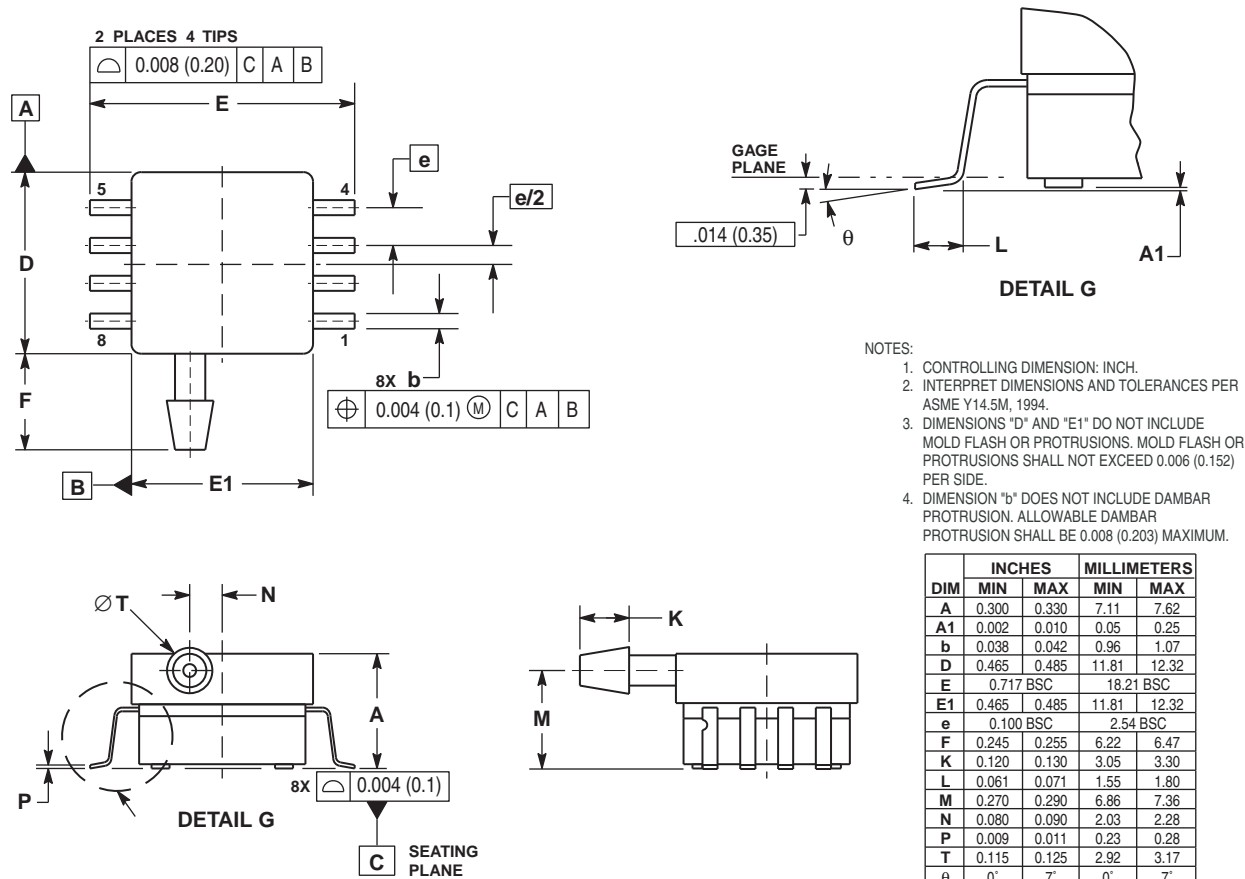 2 PLACES 4 TIPS
⌓ 0.008 (0.20) C A B
E
A
e
5
4
e/2
D
8
1
8X b
F
⌖ 0.004 (0.1) Ⓜ C A B
B
E1
GAGE
PLANE
.014 (0.35)
θ
L
A1
DETAIL G
NOTES:
1. CONTROLLING DIMENSION: INCH.
2. INTERPRET DIMENSIONS AND TOLERANCES PER
ASME Y14.5M, 1994.
3. DIMENSIONS "D" AND "E1" DO NOT INCLUDE
MOLD FLASH OR PROTRUSIONS. MOLD FLASH OR
PROTRUSIONS SHALL NOT EXCEED 0.006 (0.152)
PER SIDE.
4. DIMENSION "b" DOES NOT INCLUDE DAMBAR
PROTRUSION. ALLOWABLE DAMBAR
PROTRUSION SHALL BE 0.008 (0.203) MAXIMUM.
INCHES MILLIMETERS
DIM MIN MAX MIN MAX
A 0.300 0.330 7.11 7.62
A1 0.002 0.010 0.05 0.25
b 0.038 0.042 0.96 1.07
D 0.465 0.485 11.81 12.32
E 0.717 BSC 18.21 BSC
E1 0.465 0.485 11.81 12.32
e 0.100 BSC 2.54 BSC
F 0.245 0.255 6.22 6.47
K 0.120 0.130 3.05 3.30
L 0.061 0.071 1.55 1.80
M 0.270 0.290 6.86 7.36
N 0.080 0.090 2.03 2.28
P 0.009 0.011 0.23 0.28
T 0.115 0.125 2.92 3.17
θ 0° 7° 0° 7°
∅ T
N
A
P
8X ⌓ 0.004 (0.1)
DETAIL G
C
SEATING
PLANE
K
M